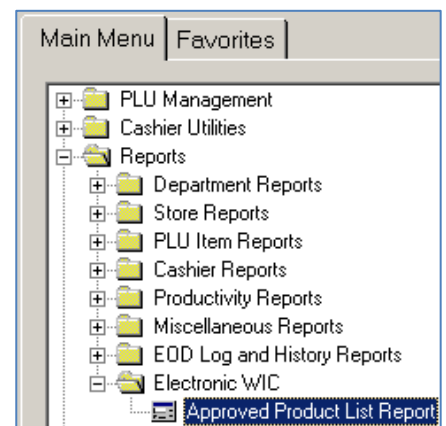 Main Menu Favorites
PLU Management
Cashier Utilities
Reports
Department Reports
Store Reports
PLU Item Reports
Cashier Reports
Productivity Reports
Miscellaneous Reports
EOD Log and History Reports
Electronic WIC
Approved Product List Report